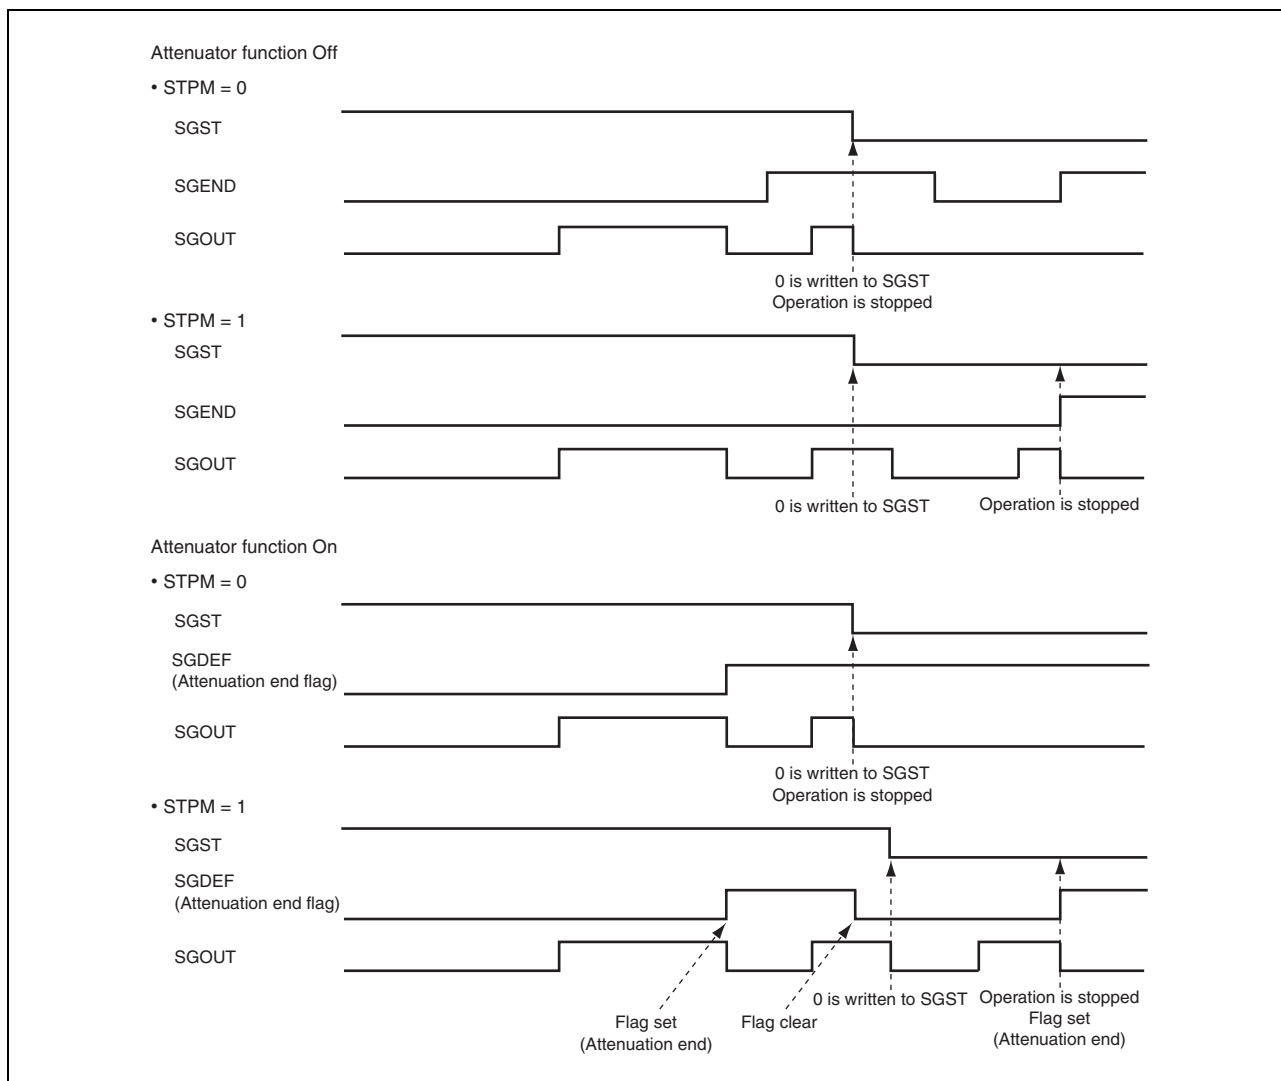 Attenuator function Off
• STPM = 0
SGST
SGEND
SGOUT
0 is written to SGST
Operation is stopped
• STPM = 1
SGST
SGEND
SGOUT
0 is written to SGST
Operation is stopped
Attenuator function On
• STPM = 0
SGST
SGDEF
(Attenuation end flag)
SGOUT
0 is written to SGST
Operation is stopped
• STPM = 1
SGST
SGDEF
(Attenuation end flag)
SGOUT
0 is written to SGST
Operation is stopped
Flag set
(Attenuation end)
Flag clear
Flag set
(Attenuation end)